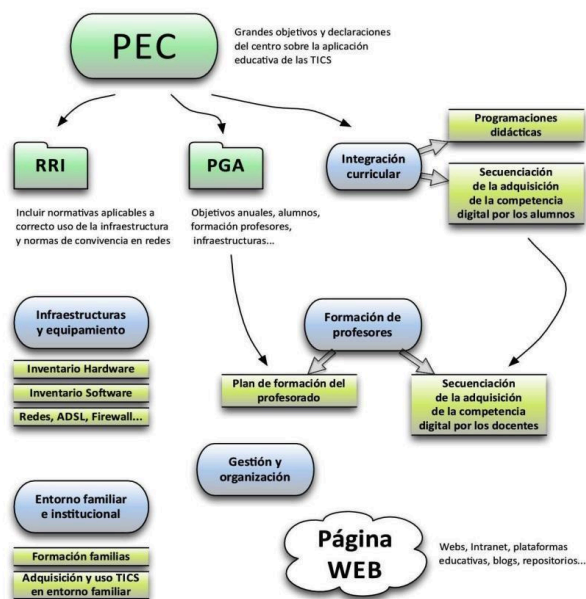 PEC
Grandes objetivos y declaraciones
del centro sobre la aplicación
educativa de las TICS
RRI
Incluir normativas aplicables a
correcto uso de la infraestructura
y normas de convivencia en redes
PGA
Objetivos anuales, alumnos,
formación profesores,
infraestructuras...
Integración
curricular
Programaciones
didácticas
Secuenciación
de la adquisición
de la competencia
digital por los alumnos
Infraestructuras
y equipamiento
Inventario Hardware
Inventario Software
Redes, ADSL, Firewall...
Formación de
profesores
Plan de formación del
profesorado
Secuenciación
de la adquisición
de la competencia
digital por los docentes
Gestión y
organización
Entorno familiar
e institucional
Formación familias
Adquisición y uso TICS
en entorno familiar
Página
WEB
Webs, Intranet, plataformas
educativas, blogs, repositorios...